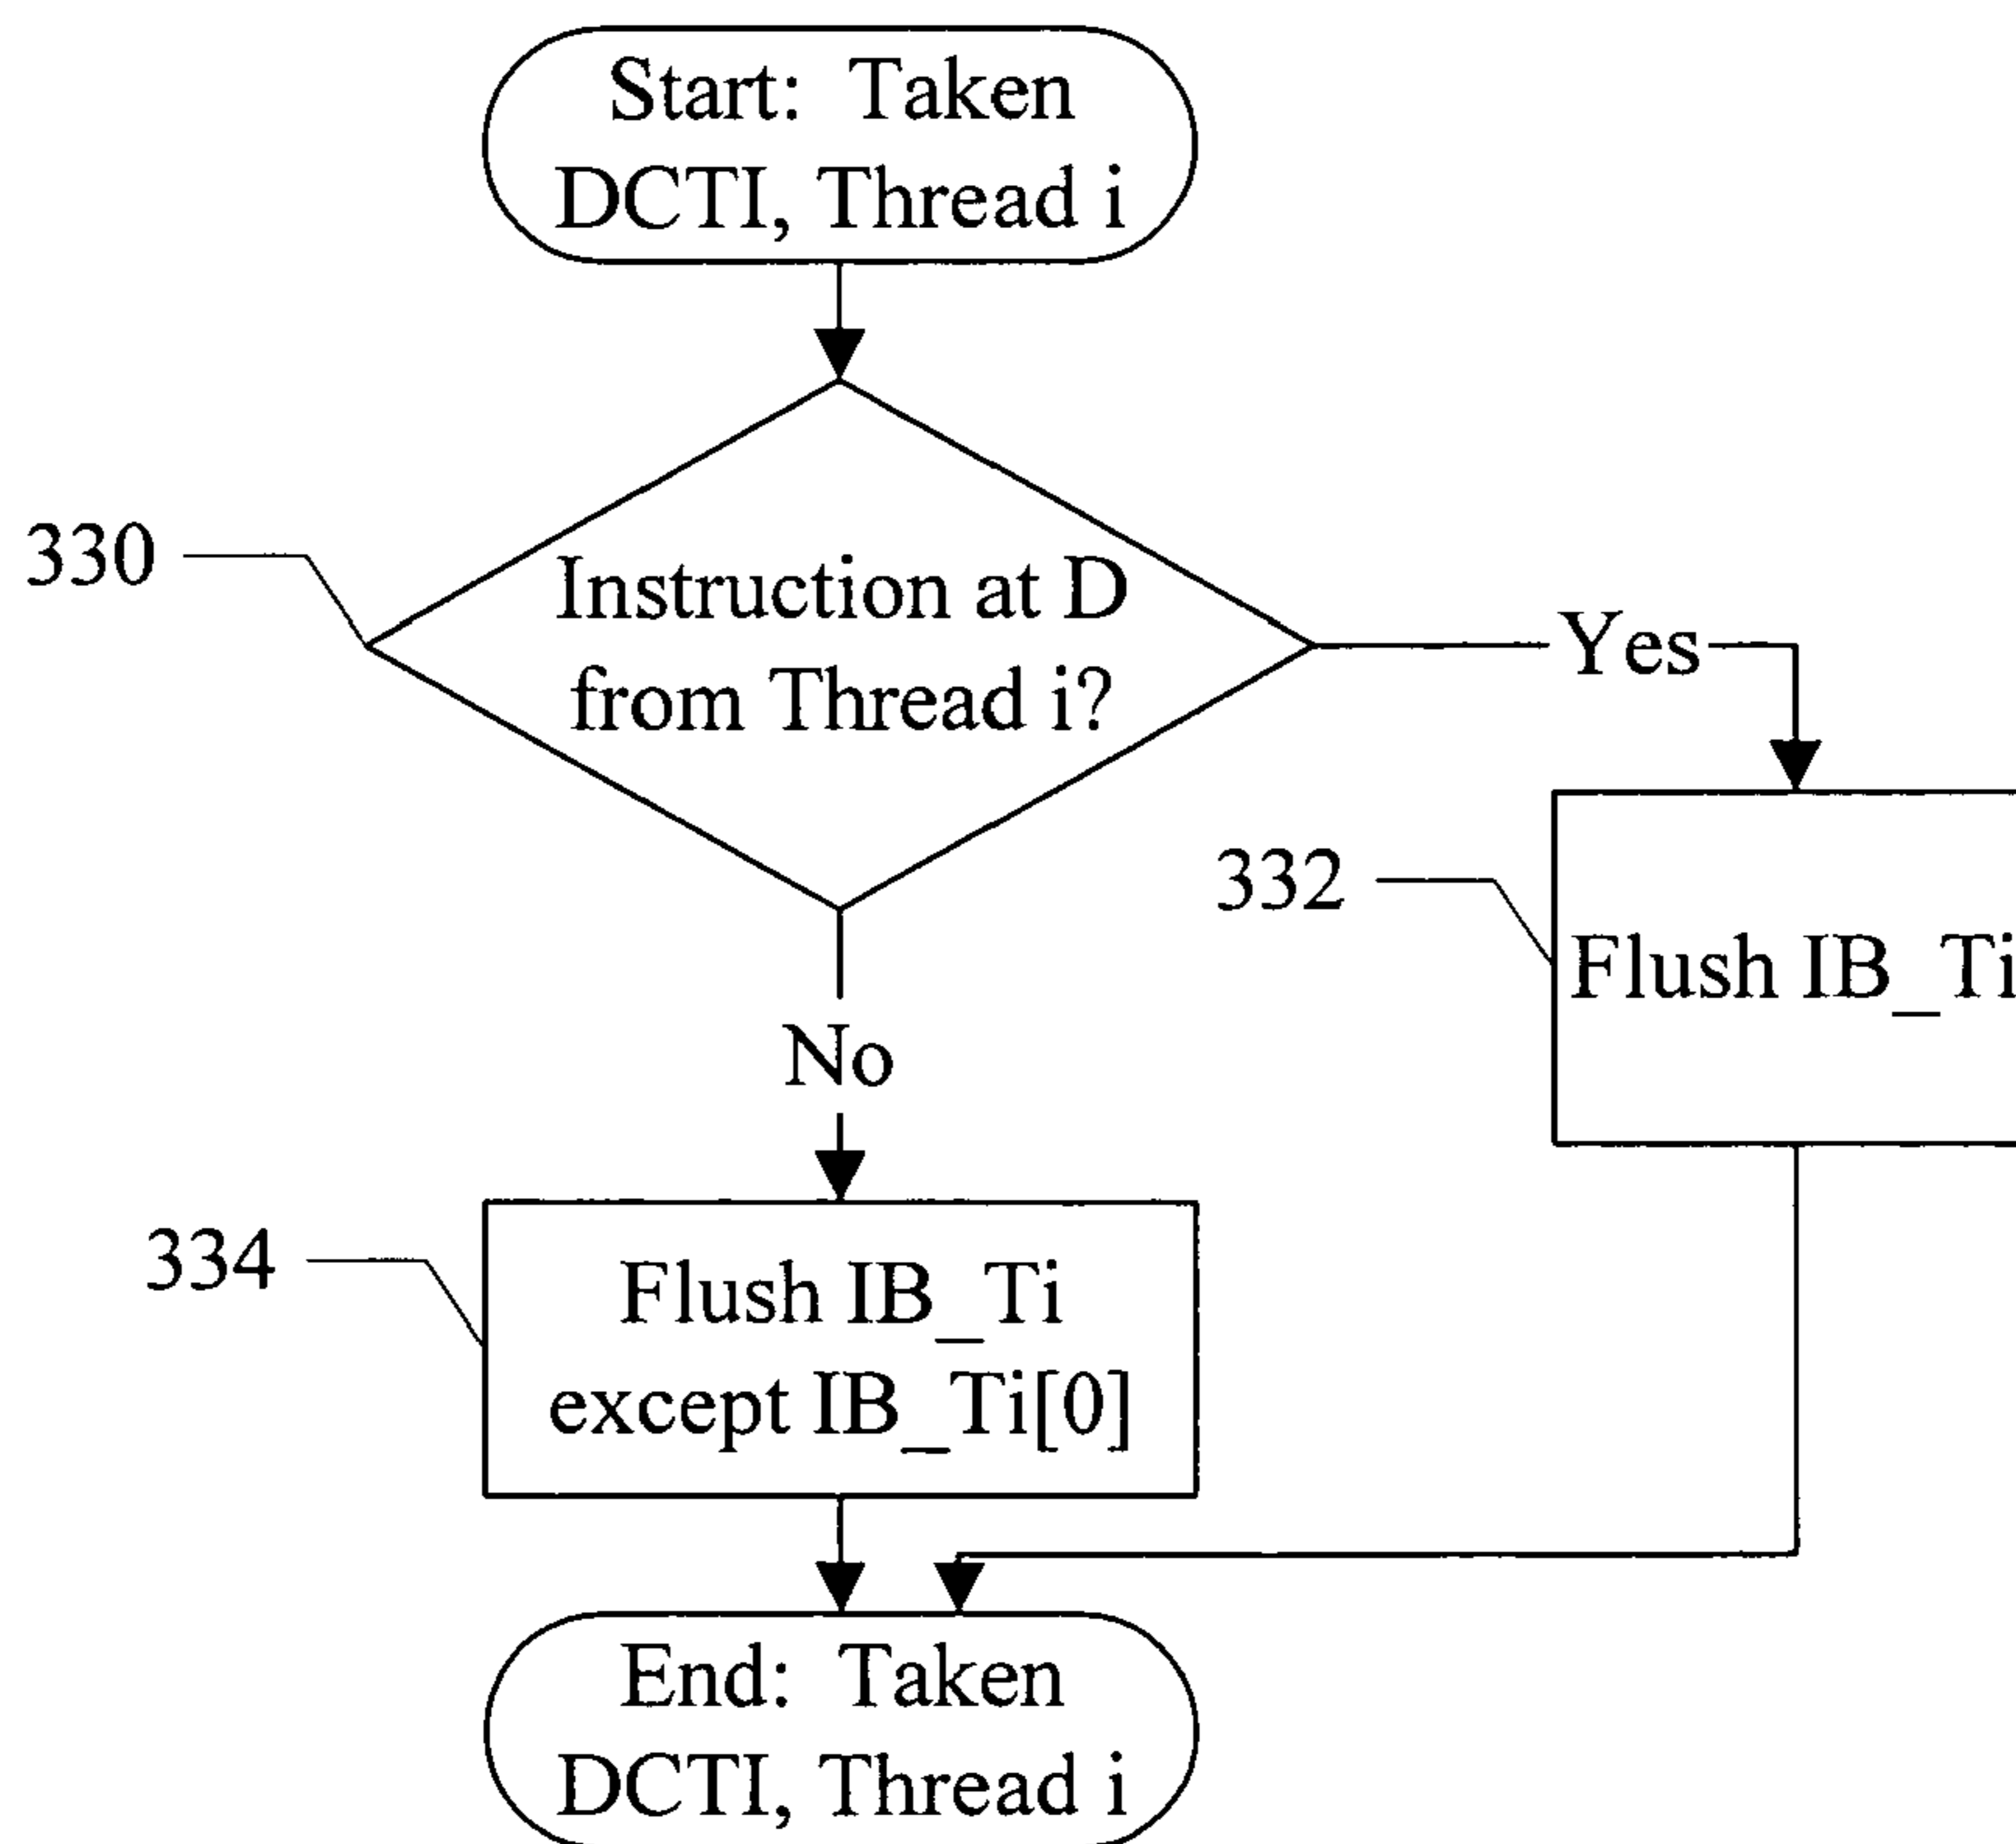 Start: Taken
DCTI, Thread i
330
Instruction at D
from Thread i?
Yes
332
Flush IB_Ti
No
334
Flush IB_Ti
except IB_Ti[0]
End: Taken
DCTI, Thread i